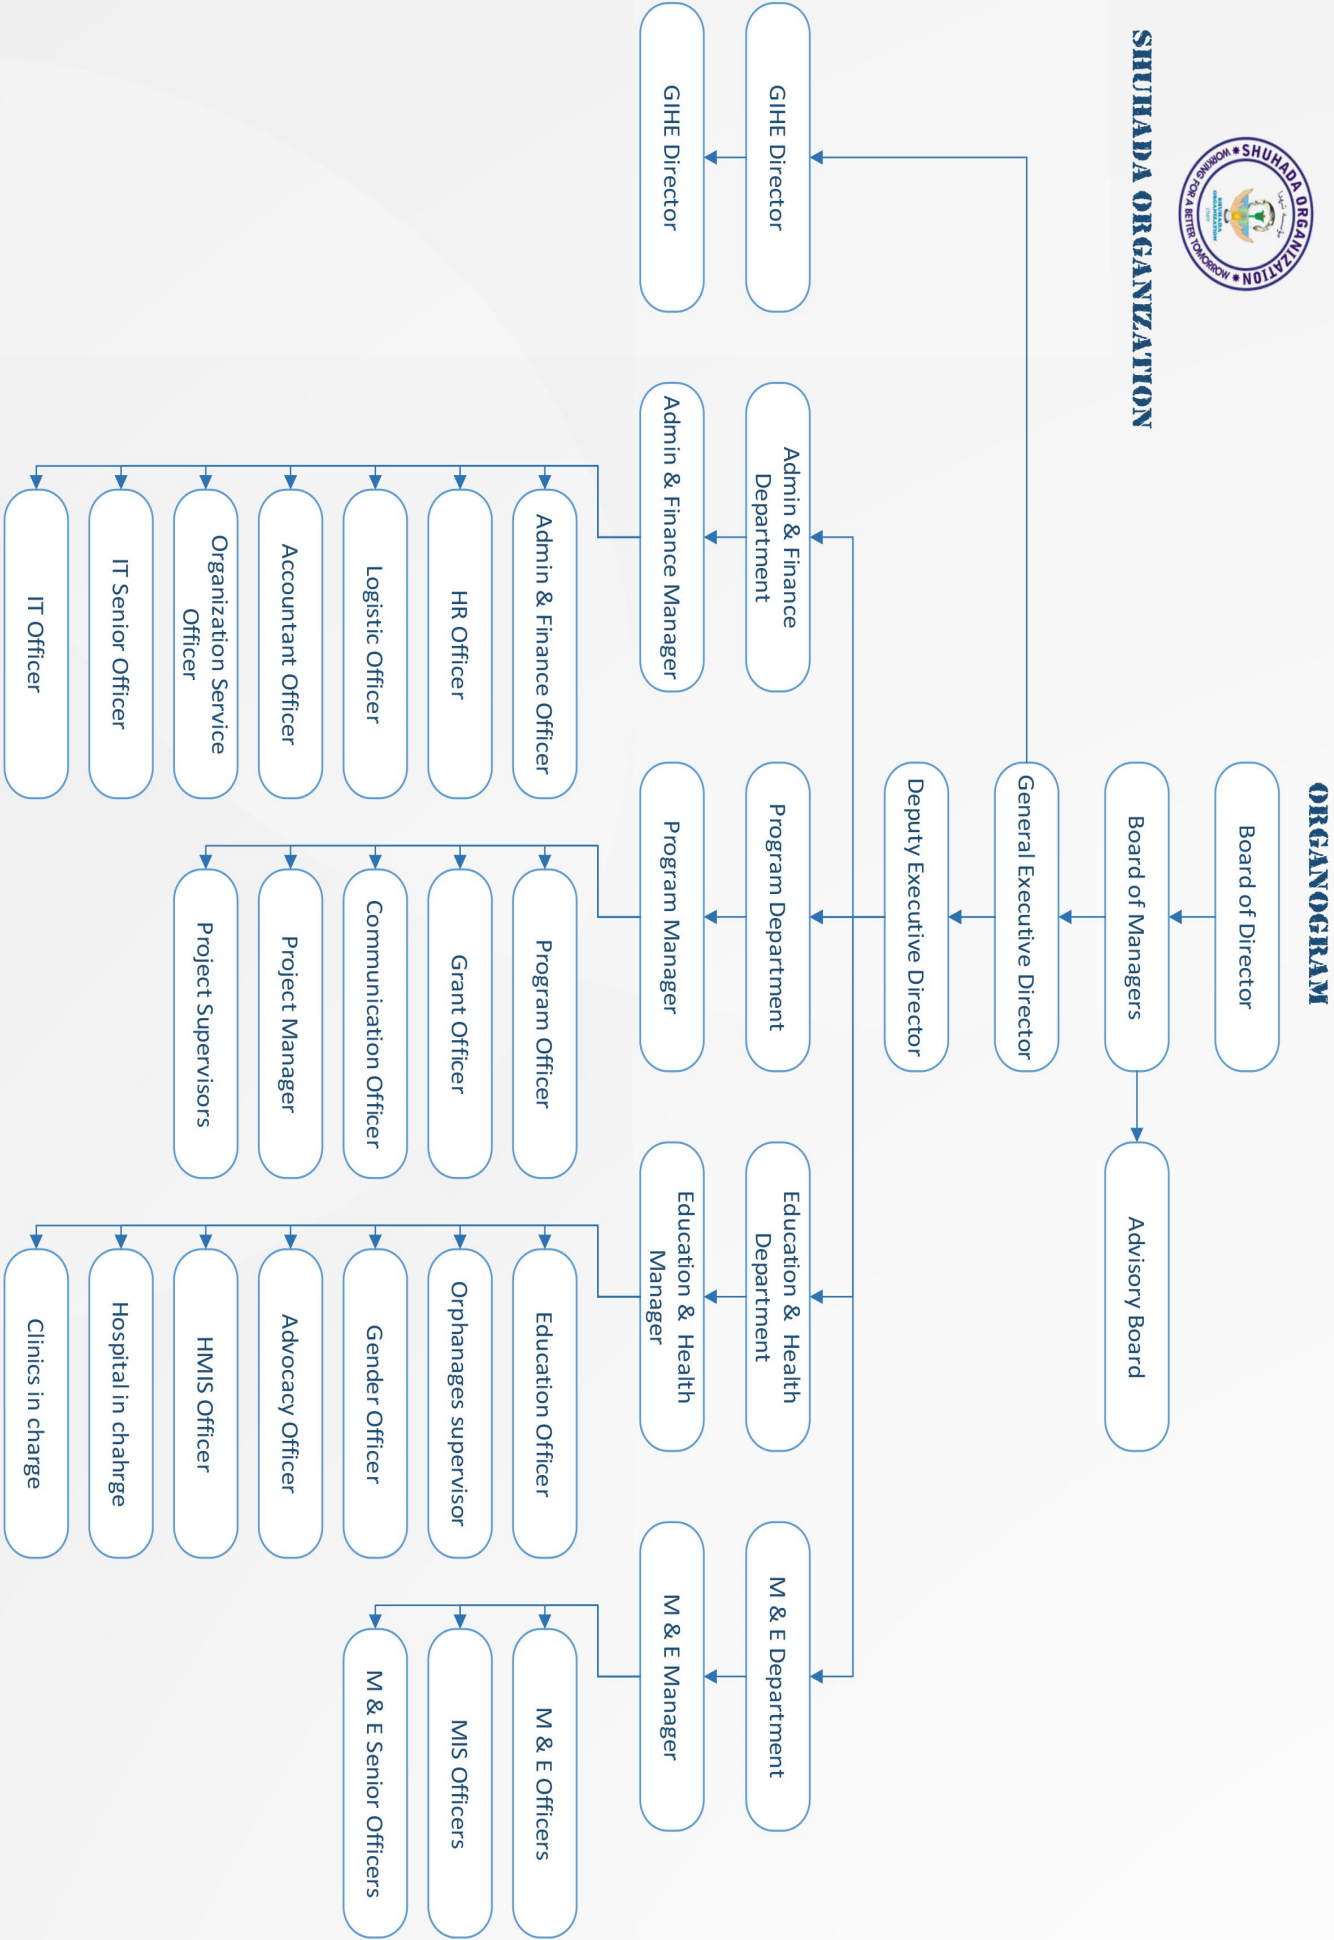 ORGANOGRAM
SHUHADA ORGANIZATION
WORKING FOR A BETTER TOMORROW
مؤسسه شهدا
SHUHADA
ORGANIZATION
SHUHADA ORGANIZATION
Board of Director
Board of Managers
Advisory Board
General Executive Director
Deputy Executive Director
GIHE Director
Admin & Finance
Department
Program Department
Education & Health
Department
M & E Department
GIHE Director
Admin & Finance Manager
Program Manager
Education & Health
Manager
M & E Manager
Admin & Finance Officer
HR Officer
Logistic Officer
Accountant Officer
Organization Service
Officer
IT Senior Officer
IT Officer
Program Officer
Grant Officer
Communication Officer
Project Manager
Project Supervisors
Education Officer
Orphanages supervisor
Gender Officer
Advocacy Officer
HMIS Officer
Hospital in chahrge
Clinics in charge
M & E Officers
MIS Officers
M & E Senior Officers